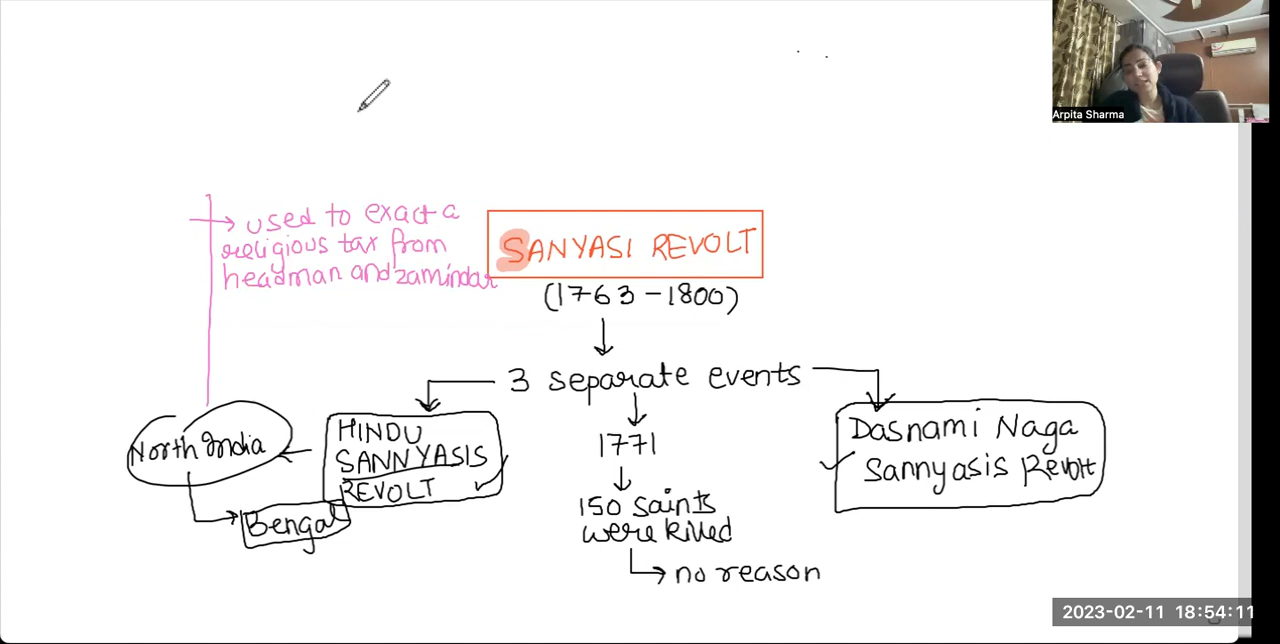 Arpita Sharma
used to exact a
religious tax from
headman and zamindar
SANYASI REVOLT
(1763-1800)
3 separate events
HINDU
SANNYASIS
REVOLT
North India
Bengal
1771
150 saints
were killed
no reason
Dasnami Naga
Sannyasis Revolt
2023-02-11 18:54:11